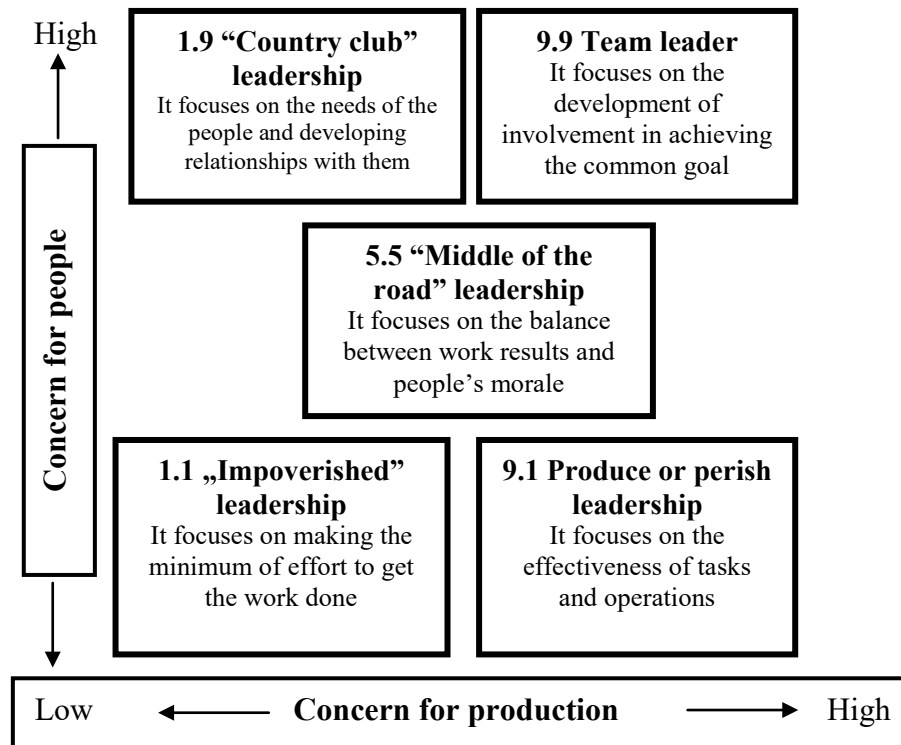 High
1.9 “Country club”
leadership
It focuses on the needs of the
people and developing
relationships with them
9.9 Team leader
It focuses on the
development of
involvement in achieving
the common goal
Concern for people
5.5 “Middle of the
road” leadership
It focuses on the balance
between work results and
people’s morale
1.1 „Impoverished”
leadership
It focuses on making the
minimum of effort to get
the work done
9.1 Produce or perish
leadership
It focuses on the
effectiveness of tasks
and operations
Low
Concern for production
High